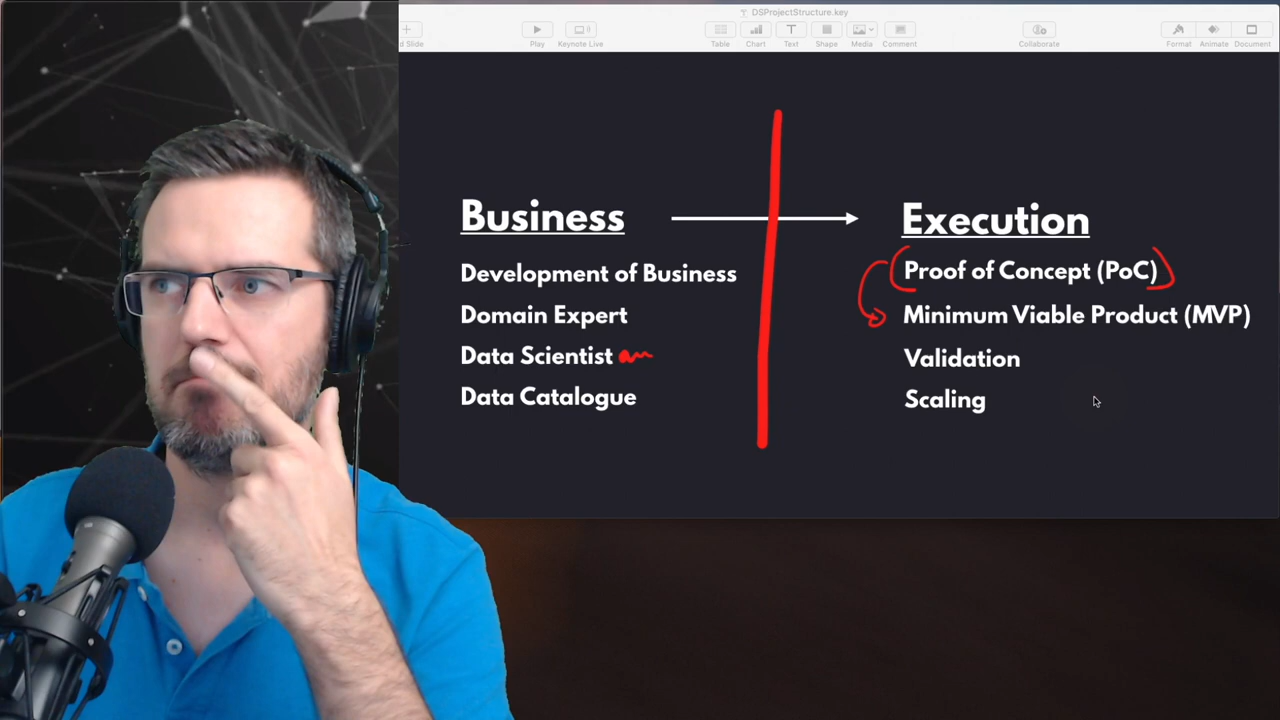 DSProjectStructure.key
d Slide
Play
Keynote Live
Table
Chart
Text
Shape
Media
Comment
Collaborate
Format
Animate
Document
Business
Execution
Development of Business
Domain Expert
Data Scientist
Data Catalogue
Proof of Concept (PoC)
Minimum Viable Product (MVP)
Validation
Scaling